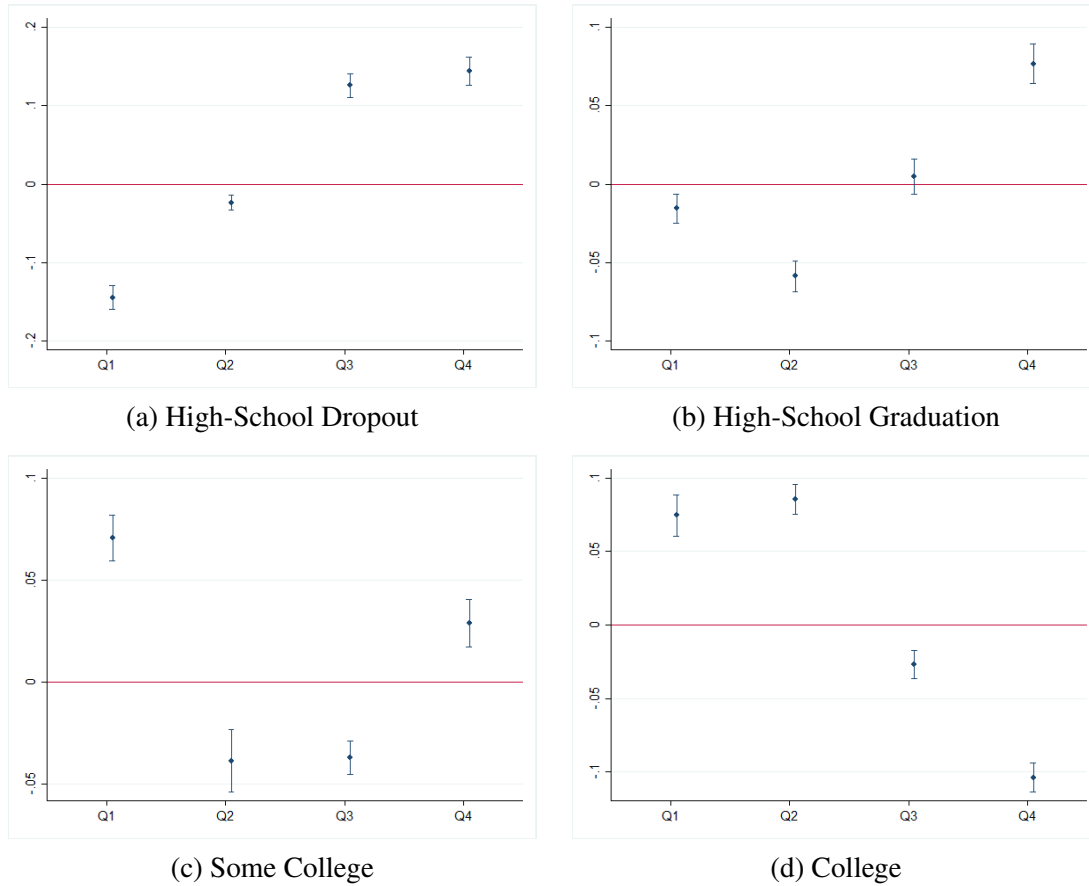 .2
.1
0
-.1
-.2
Q1 Q2 Q3 Q4
(a) High-School Dropout
.1
.05
0
-.05
-.1
Q1 Q2 Q3 Q4
(b) High-School Graduation
.1
.05
0
-.05
Q1 Q2 Q3 Q4
(c) Some College
.1
.05
0
-.05
-.1
Q1 Q2 Q3 Q4
(d) College